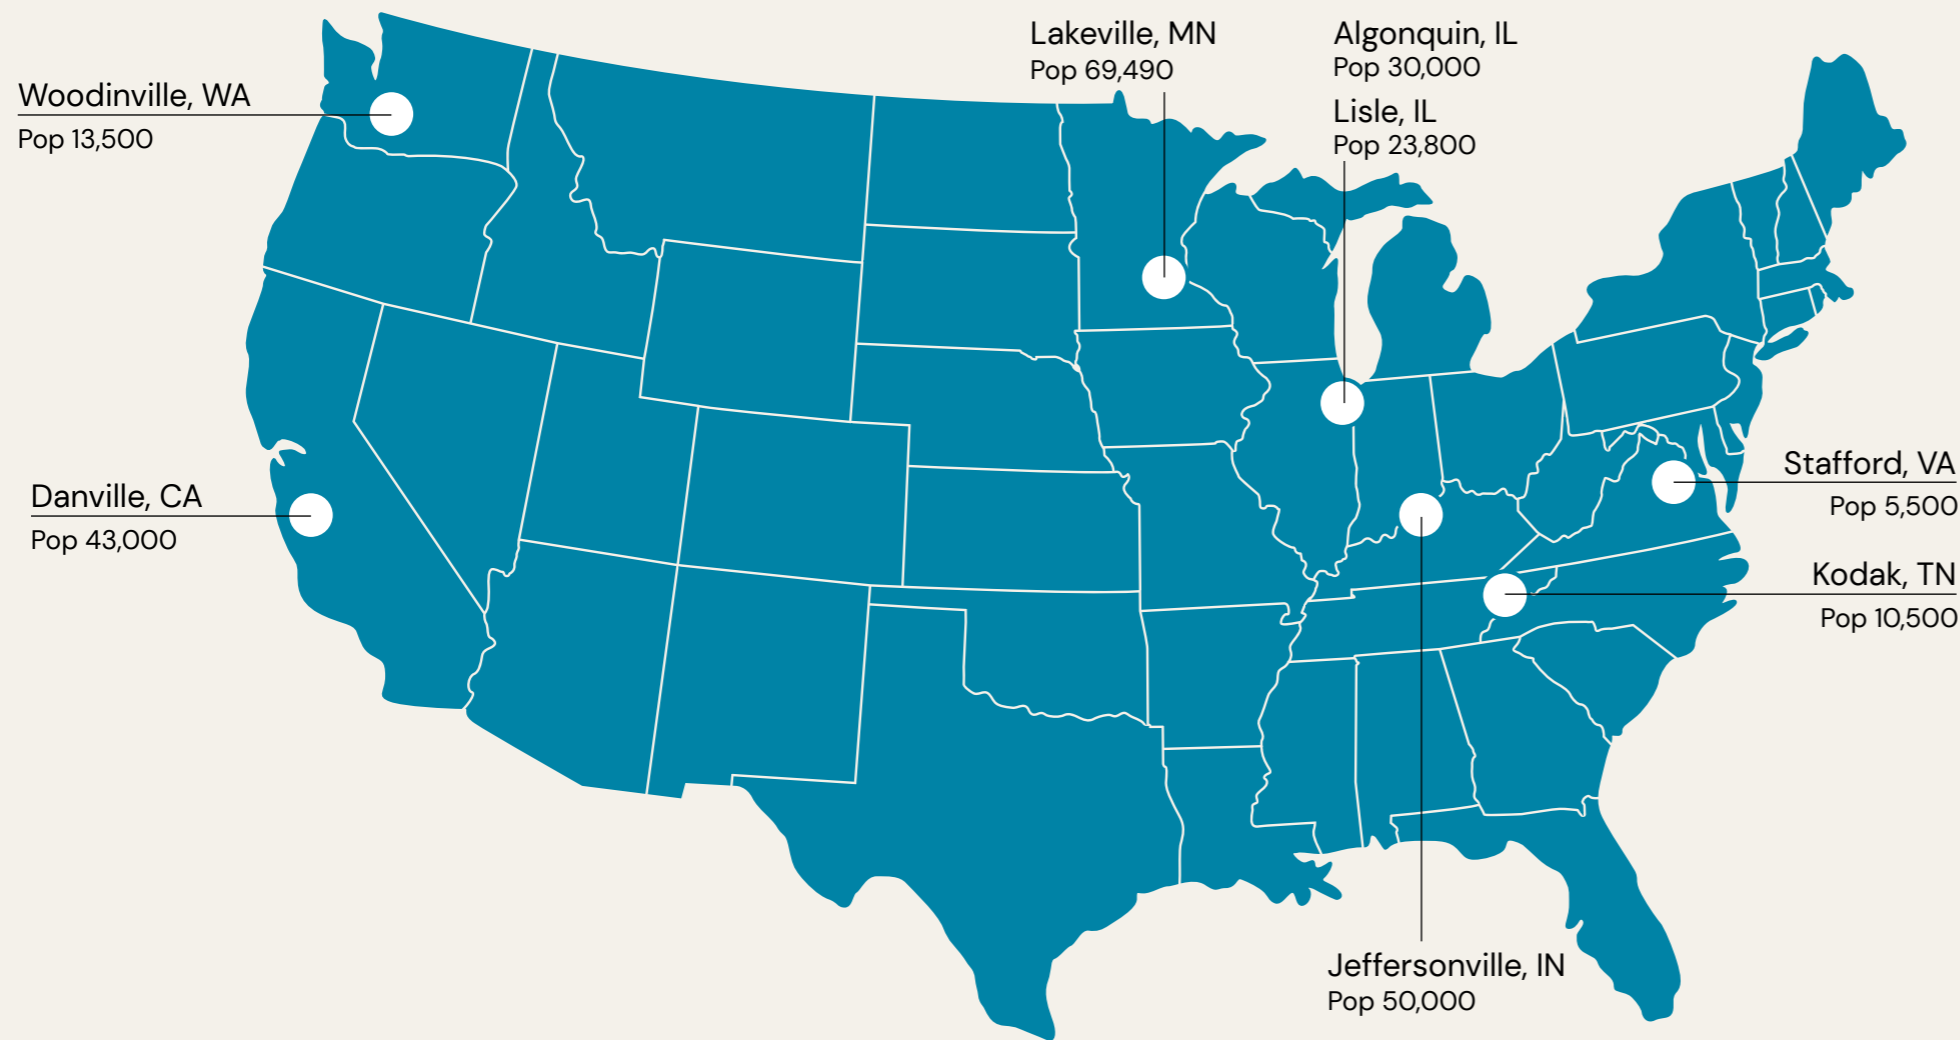 Woodinville, WA
Pop 13,500
Lakeville, MN
Pop 69,490
Algonquin, IL
Pop 30,000
Lisle, IL
Pop 23,800
Danville, CA
Pop 43,000
Stafford, VA
Pop 5,500
Kodak, TN
Pop 10,500
Jeffersonville, IN
Pop 50,000